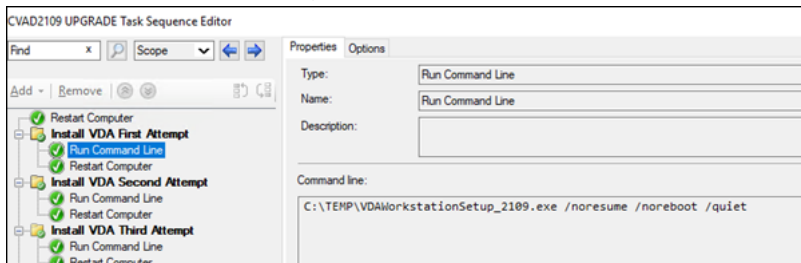 CVAD2109 UPGRADE Task Sequence Editor
Find x Scope
Add Remove
Restart Computer
Install VDA First Attempt
Run Command Line
Restart Computer
Install VDA Second Attempt
Run Command Line
Restart Computer
Install VDA Third Attempt
Run Command Line
Restart Computer
Properties Options
Type: Run Command Line
Name: Run Command Line
Description:
Command line:
C:\TEMP\VDAWorkstationSetup_2109.exe /noresume /noreboot /quiet